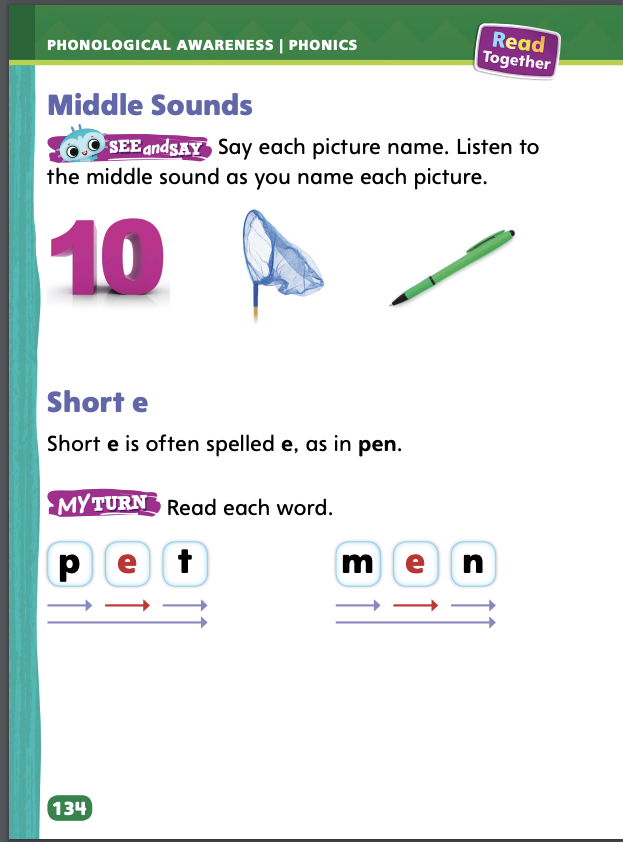 PHONOLOGICAL AWARENESS | PHONICS
Read
Together
Middle Sounds
SEE and SAY Say each picture name. Listen to
the middle sound as you name each picture.
10
Short e
Short e is often spelled e, as in pen.
MY TURN Read each word.
p e t m e n
134